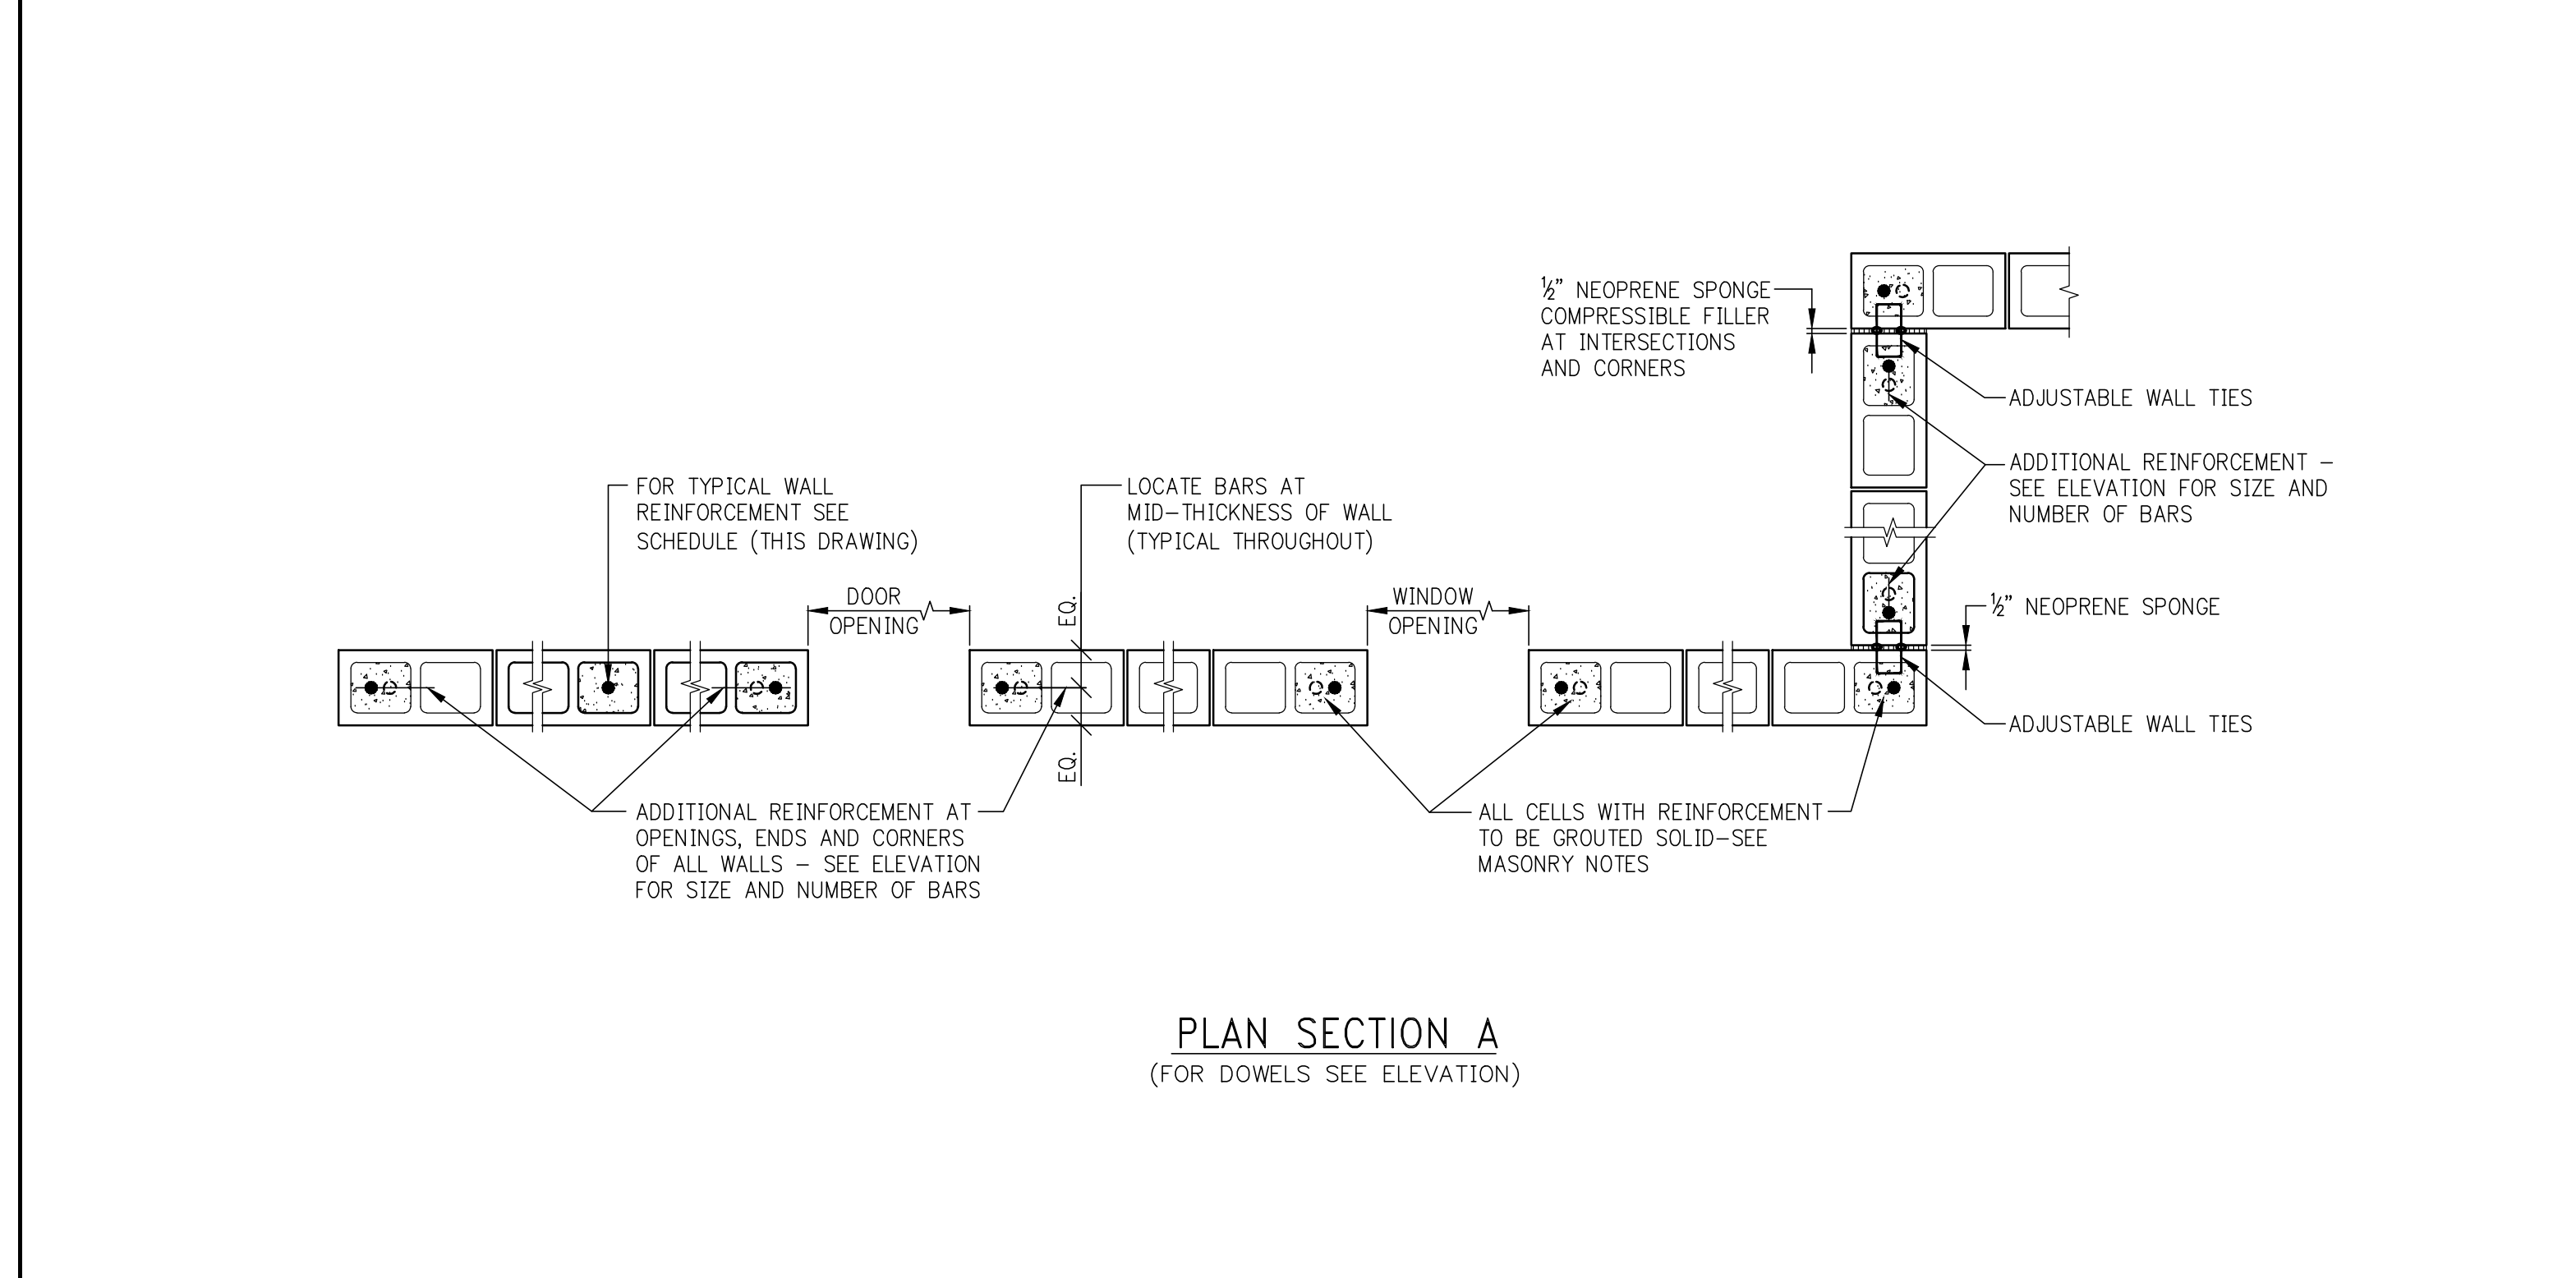 ½" NEOPRENE SPONGE
COMPRESSIBLE FILLER
AT INTERSECTIONS
AND CORNERS
ADJUSTABLE WALL TIES
ADDITIONAL REINFORCEMENT –
SEE ELEVATION FOR SIZE AND
NUMBER OF BARS
FOR TYPICAL WALL
REINFORCEMENT SEE
SCHEDULE (THIS DRAWING)
LOCATE BARS AT
MID–THICKNESS OF WALL
(TYPICAL THROUGHOUT)
DOOR
OPENING
EQ.
WINDOW
OPENING
½" NEOPRENE SPONGE
ADJUSTABLE WALL TIES
EQ.
ADDITIONAL REINFORCEMENT AT
OPENINGS, ENDS AND CORNERS
OF ALL WALLS – SEE ELEVATION
FOR SIZE AND NUMBER OF BARS
ALL CELLS WITH REINFORCEMENT
TO BE GROUTED SOLID–SEE
MASONRY NOTES
PLAN SECTION A
(FOR DOWELS SEE ELEVATION)